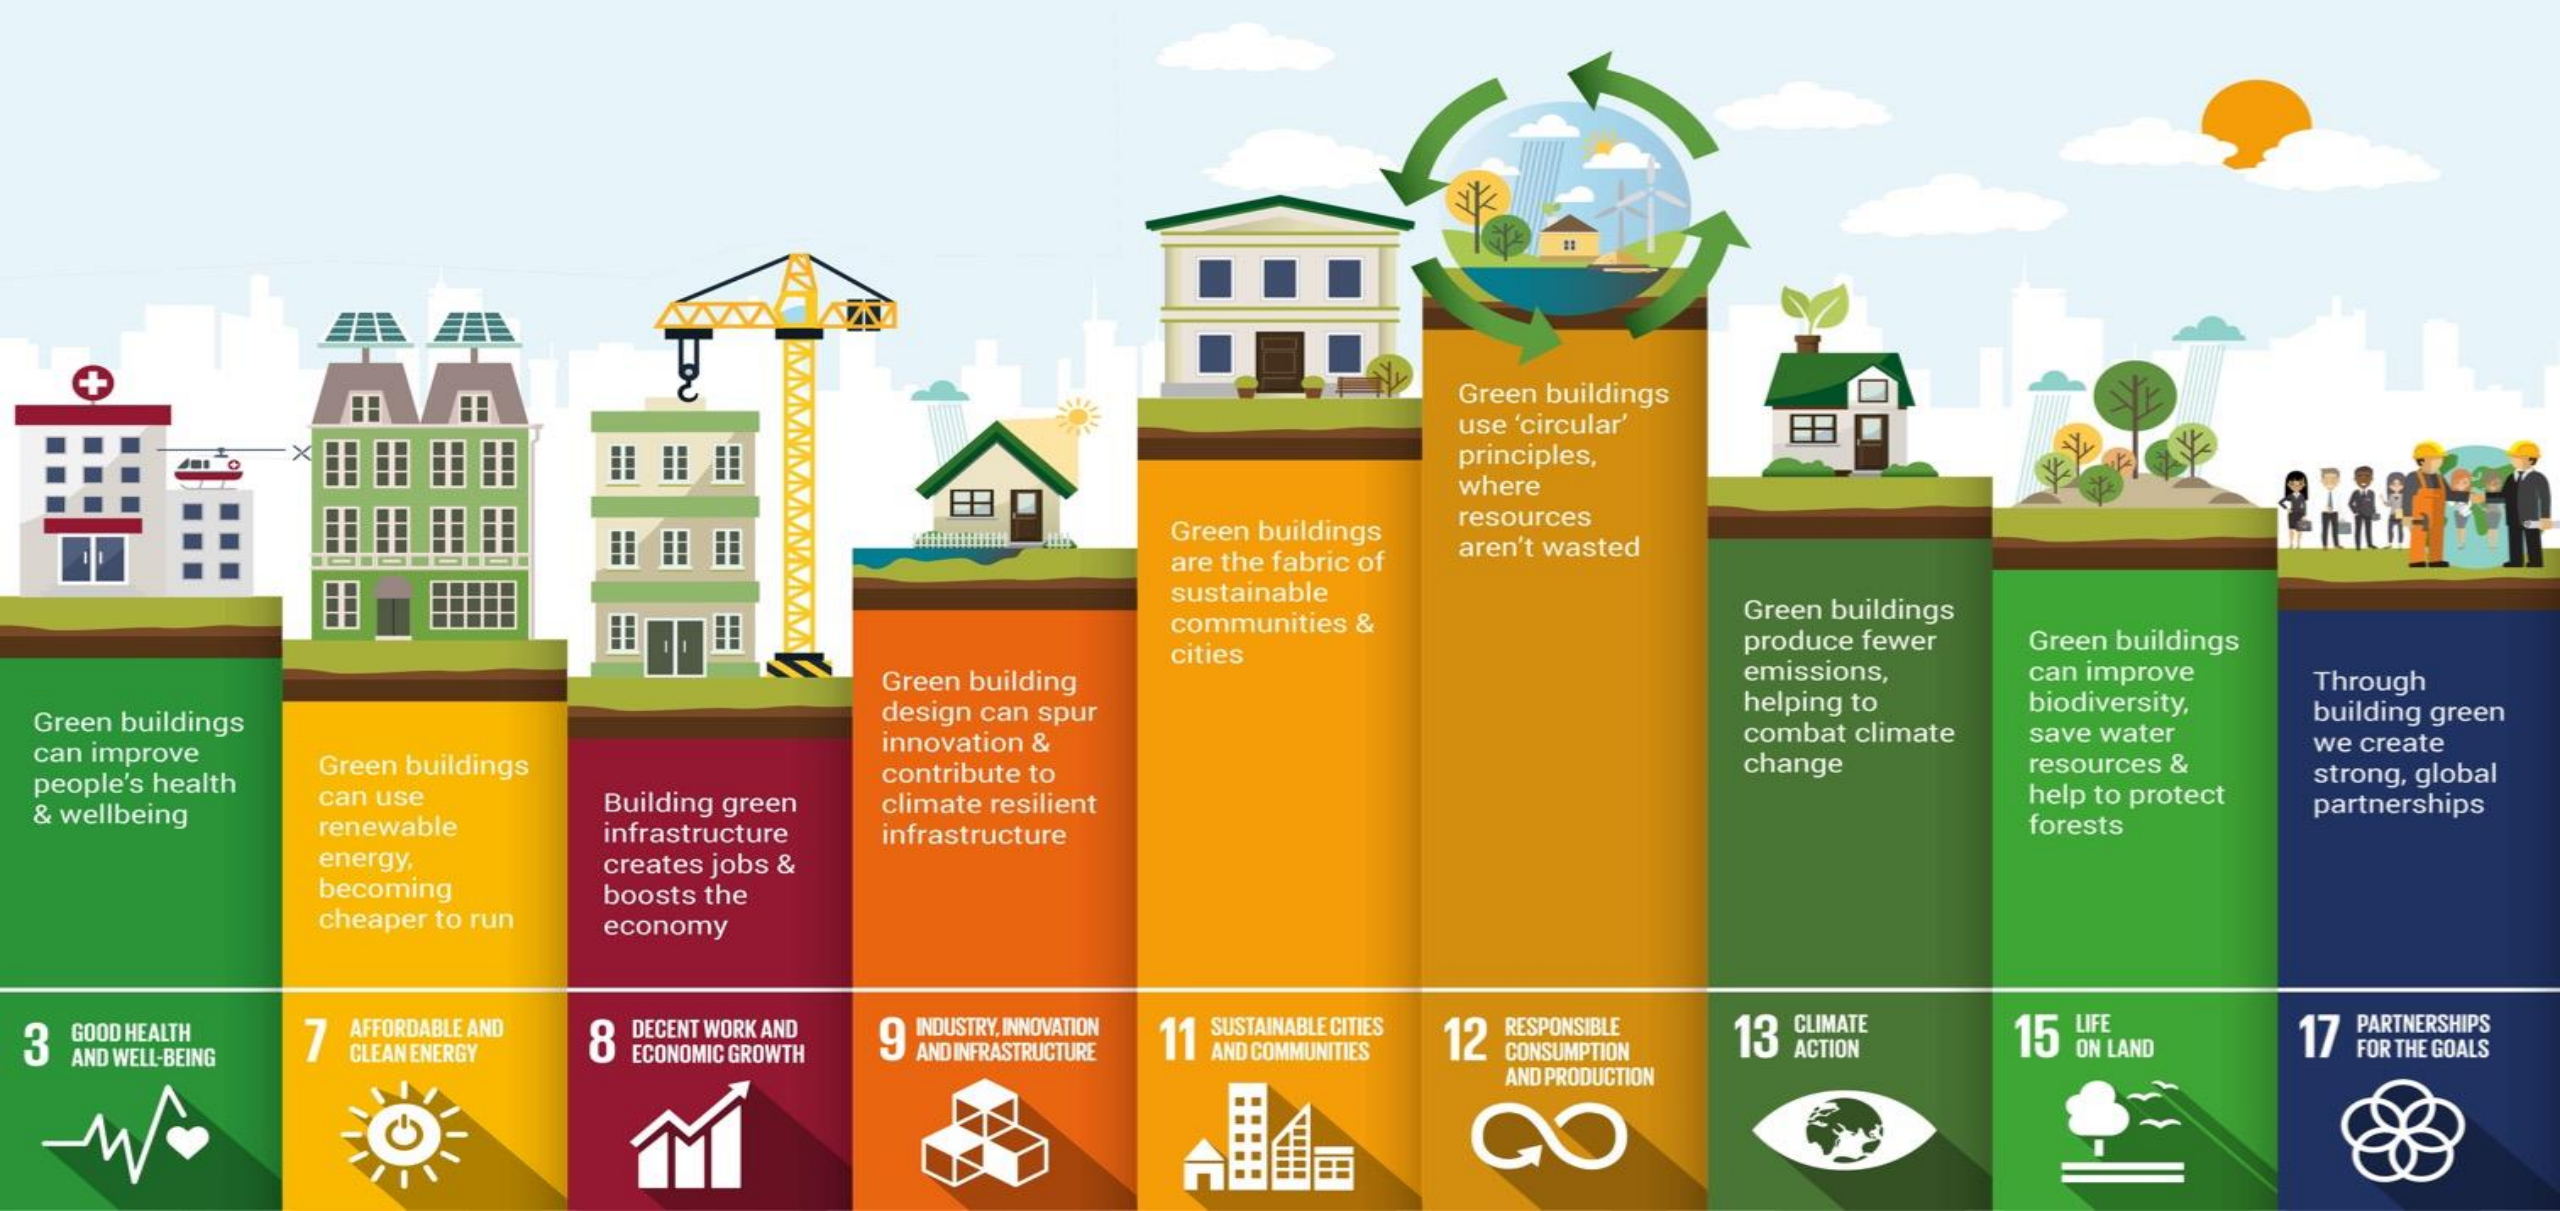 Green buildings
can improve
people's health
& wellbeing
3 GOOD HEALTH
AND WELL-BEING
Green buildings
can use
renewable
energy,
becoming
cheaper to run
7 AFFORDABLE AND
CLEAN ENERGY
Building green
infrastructure
creates jobs &
boosts the
economy
8 DECENT WORK AND
ECONOMIC GROWTH
Green building
design can spur
innovation &
contribute to
climate resilient
infrastructure
9 INDUSTRY, INNOVATION
AND INFRASTRUCTURE
Green buildings
are the fabric of
sustainable
communities &
cities
11 SUSTAINABLE CITIES
AND COMMUNITIES
Green buildings
use ‘circular’
principles,
where
resources
aren't wasted
12 RESPONSIBLE
CONSUMPTION
AND PRODUCTION
Green buildings
produce fewer
emissions,
helping to
combat climate
change
13 CLIMATE
ACTION
Green buildings
can improve
biodiversity,
save water
resources &
help to protect
forests
15 LIFE
ON LAND
Through
building green
we create
strong, global
partnerships
17 PARTNERSHIPS
FOR THE GOALS